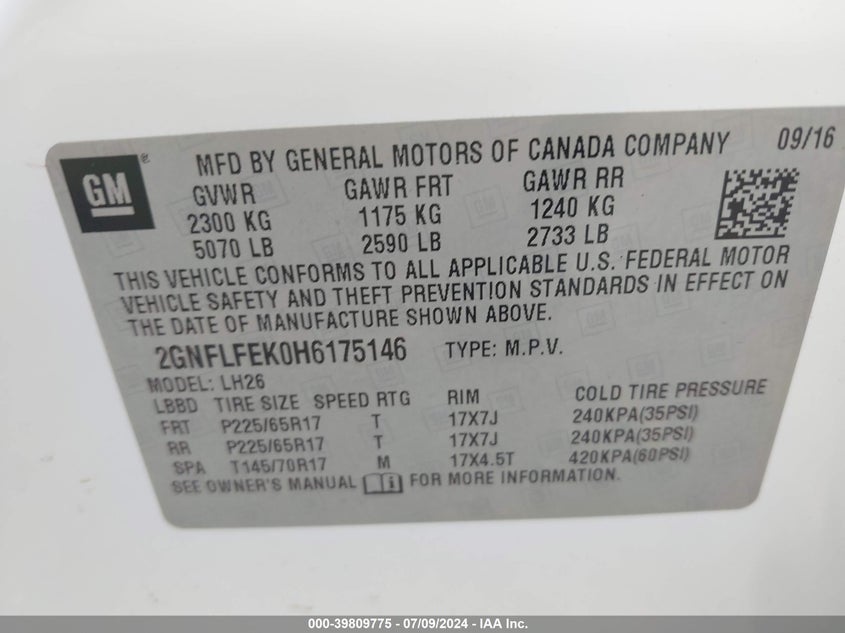 GM ®
MFD BY GENERAL MOTORS OF CANADA COMPANY 09/16
GVWR GAWR FRT GAWR RR
2300 KG 1175 KG 1240 KG
5070 LB 2590 LB 2733 LB
THIS VEHICLE CONFORMS TO ALL APPLICABLE U.S. FEDERAL MOTOR
VEHICLE SAFETY AND THEFT PREVENTION STANDARDS IN EFFECT ON
THE DATE OF MANUFACTURE SHOWN ABOVE.
2GNFLFEK0H6175146 TYPE: M.P.V.
MODEL: LH26
LBBD TIRE SIZE SPEED RTG RIM COLD TIRE PRESSURE
FRT P225/65R17 T 17X7J 240KPA(35PSI)
RR P225/65R17 T 17X7J 240KPA(35PSI)
SPA T145/70R17 M 17X4.5T 420KPA(60PSI)
SEE OWNER'S MANUAL FOR MORE INFORMATION.
000-39809775 - 07/09/2024 - IAA Inc.